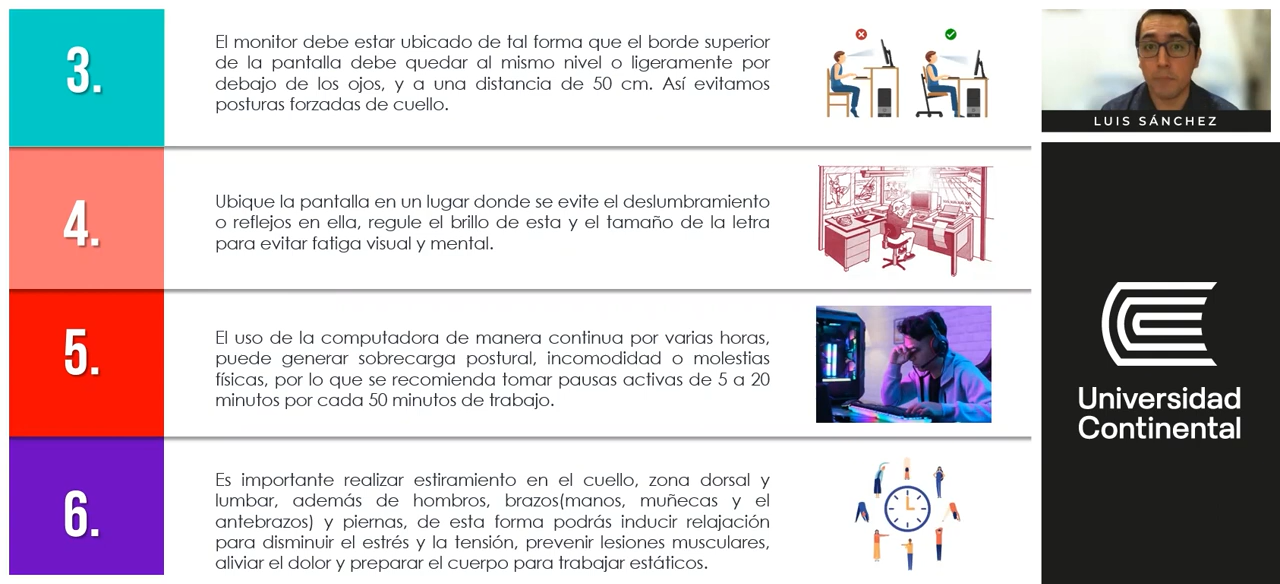 3.
El monitor debe estar ubicado de tal forma que el borde superior
de la pantalla debe quedar al mismo nivel o ligeramente por
debajo de los ojos, y a una distancia de 50 cm. Así evitamos
posturas forzadas de cuello.
4.
Ubique la pantalla en un lugar donde se evite el deslumbramiento
o reflejos en ella, regule el brillo de esta y el tamaño de la letra
para evitar fatiga visual y mental.
5.
El uso de la computadora de manera continua por varias horas,
puede generar sobrecarga postural, incomodidad o molestias
físicas, por lo que se recomienda tomar pausas activas de 5 a 20
minutos por cada 50 minutos de trabajo.
6.
Es importante realizar estiramiento en el cuello, zona dorsal y
lumbar, además de hombros, brazos(manos, muñecas y el
antebrazos) y piernas, de esta forma podrás inducir relajación
para disminuir el estrés y la tensión, prevenir lesiones musculares,
aliviar el dolor y preparar el cuerpo para trabajar estáticos.
LUIS SÁNCHEZ
Universidad
Continental